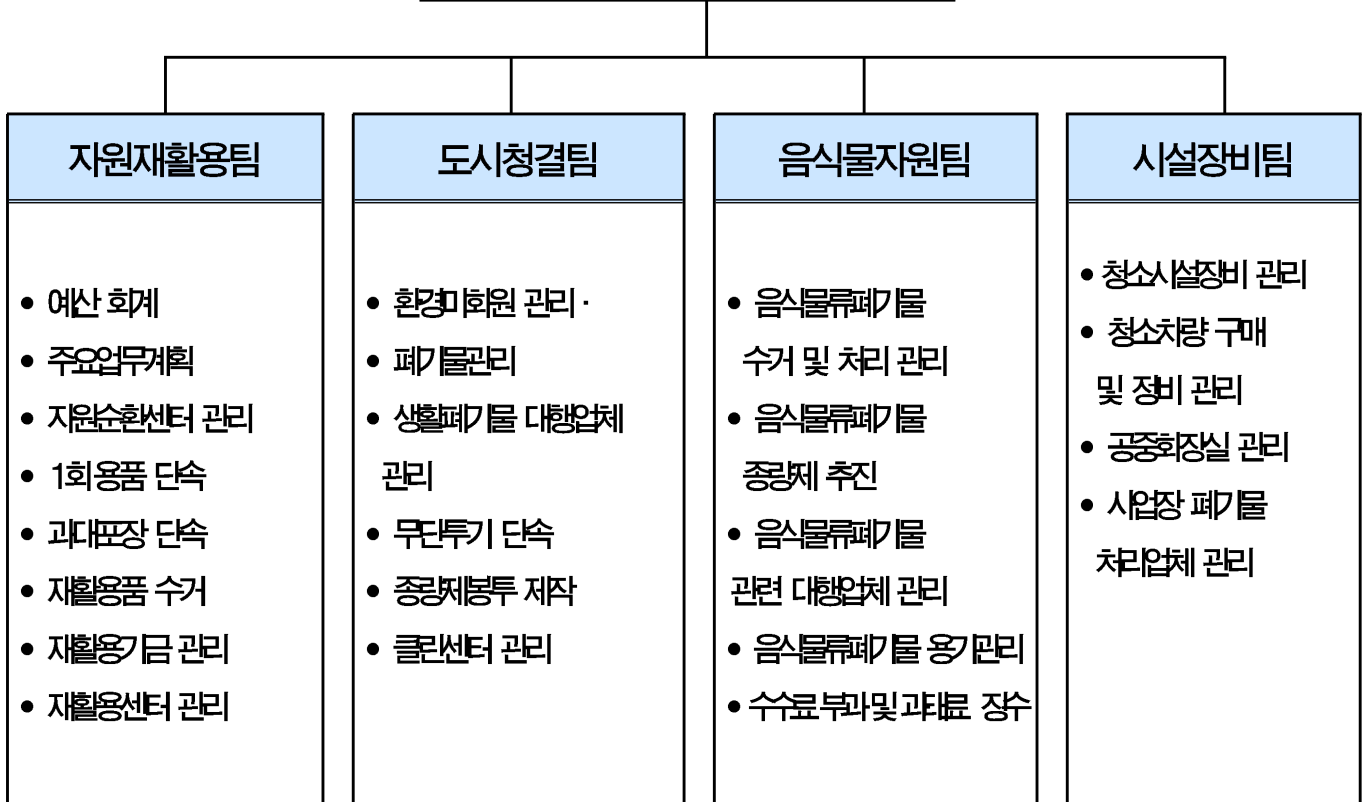 자원재활용팀
• 예산 회계
• 주요업무계획
• 자원순환센터 관리
• 1회용품 단속
• 과대포장 단속
• 재활용품 수거
• 재활용기금 관리
• 재활용센터 관리
도시청결팀
• 환경미화원 관리 ·
• 폐기물관리
• 생활폐기물 대행업체
관리
• 무단투기 단속
• 종량제봉투 제작
• 클린센터 관리
음식물자원팀
• 음식물류폐기물
수거 및 처리 관리
• 음식물류폐기물
종량제 추진
• 음식물류폐기물
관련 대행업체 관리
• 음식물류폐기물 용기관리
• 수수료 부과 및 과태료 징수
시설장비팀
• 청소시설장비 관리
• 청소차량 구매
및 정비 관리
• 공중화장실 관리
• 사업장 폐기물
처리업체 관리